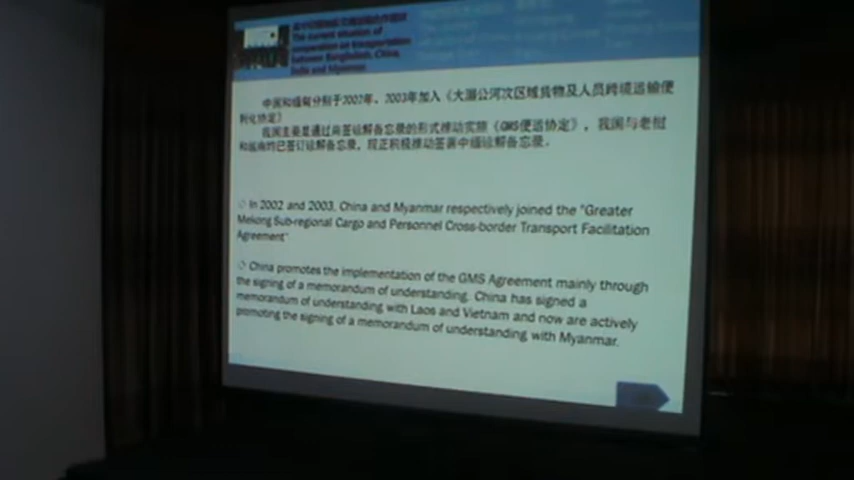 The current situation of
cooperation on transportation
between Bangladesh, China,
India and Myanmar
中国和缅甸分别于2002年、2003年加入《大湄公河次区域货物及人员跨境运输便
利化协定》
我国主要是通过商签谅解备忘录的形式推动实施《GMS便运协定》，我国与老挝
和越南均已签订谅解备忘录，现正积极推动签署中缅谅解备忘录。
In 2002 and 2003, China and Myanmar respectively joined the "Greater
Mekong Sub-regional Cargo and Personnel Cross-border Transport Facilitation
Agreement"
China promotes the implementation of the GMS Agreement mainly through
the signing of a memorandum of understanding. China has signed a
memorandum of understanding with Laos and Vietnam and now are actively
promoting the signing of a memorandum of understanding with Myanmar.